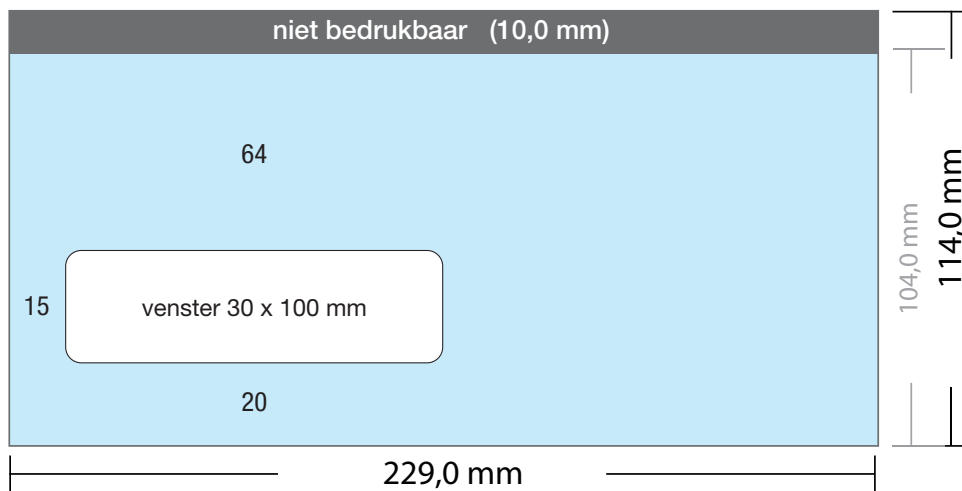 niet bedrukbaar (10,0 mm)
64
15
venster 30 x 100 mm
20
104,0 mm
114,0 mm
229,0 mm